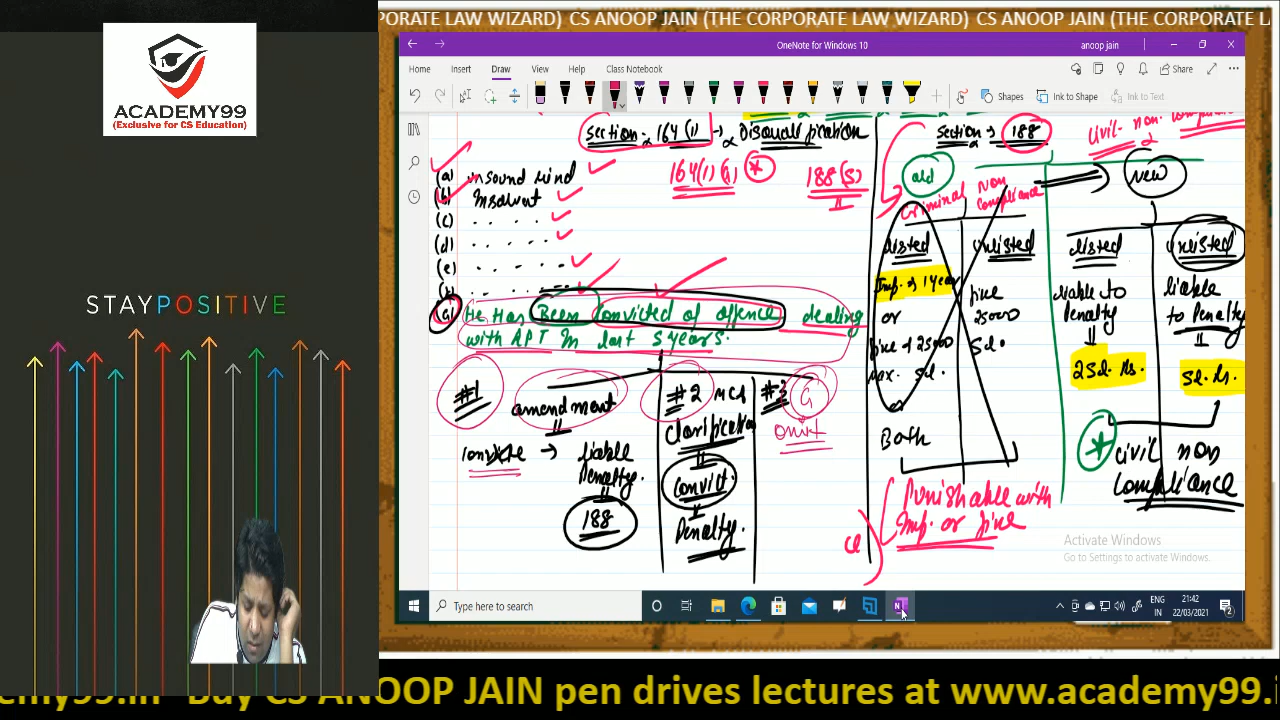 PORATE LAW WIZARD) CS ANOOP JAIN (THE CORPORATE LAW WIZARD) CS ANOOP JAIN (THE CORPORATE L
ACADEMY99
(Exclusive for CS Education)
STAYPOSITIVE
OneNote for Windows 10
anoop jain
Home Insert Draw View Help Class Notebook
Share
Shapes
Ink to Shape
Ink to Text
Section: 164(1) → Disqualification
164(1)(g) * 188(5)
(a) Unsound Mind
(b) Insolvent
(c) . . . . .
(d) . . . . .
(e)
(g) He Has Been Convicted of offence dealing
with RPT in last 5 years.
#1 amendment
→ liable
Penalty.
188
#2 MCA
Clarification
Convict
Penalty.
#3 G
omit
Section → 188
Civil non
old
Criminal
Non Compliance
New
Listed
Unlisted
Imp. of 1 year
or
fine of 25000
Max. 5L.
or
Both
fine
25000
5L.
Punishable with
Imp. or fine
Listed
liable to
Penalty
25L. Rs.
Unlisted
liable
to Penalty
5L. Rs.
* Civil non
Compliance
Activate Windows
Go to Settings to activate Windows.
Type here to search
ENG
IN
21:42
22/03/2021
2
demy99.in Buy CS ANOOP JAIN pen drives lectures at www.academy99.i